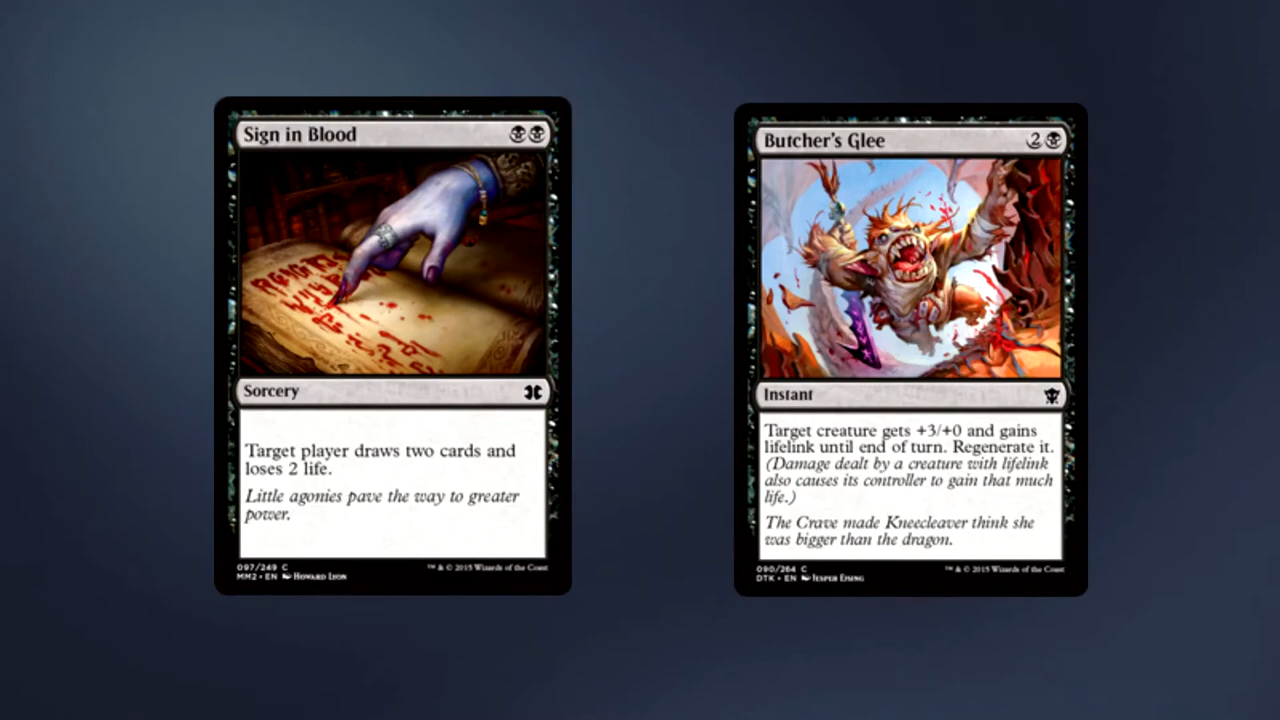 Sign in Blood
Sorcery
Target player draws two cards and
loses 2 life.
Little agonies pave the way to greater
power.
097/249 C
MM2 • EN Howard Lyon
™ & © 2015 Wizards of the Coast
Butcher's Glee
2
Instant
Target creature gets +3/+0 and gains
lifelink until end of turn. Regenerate it.
(Damage dealt by a creature with lifelink
also causes its controller to gain that much
life.)
The Crave made Kneecleaver think she
was bigger than the dragon.
090/264 C
DTK • EN Jesper Ejsing
™ & © 2015 Wizards of the Coast